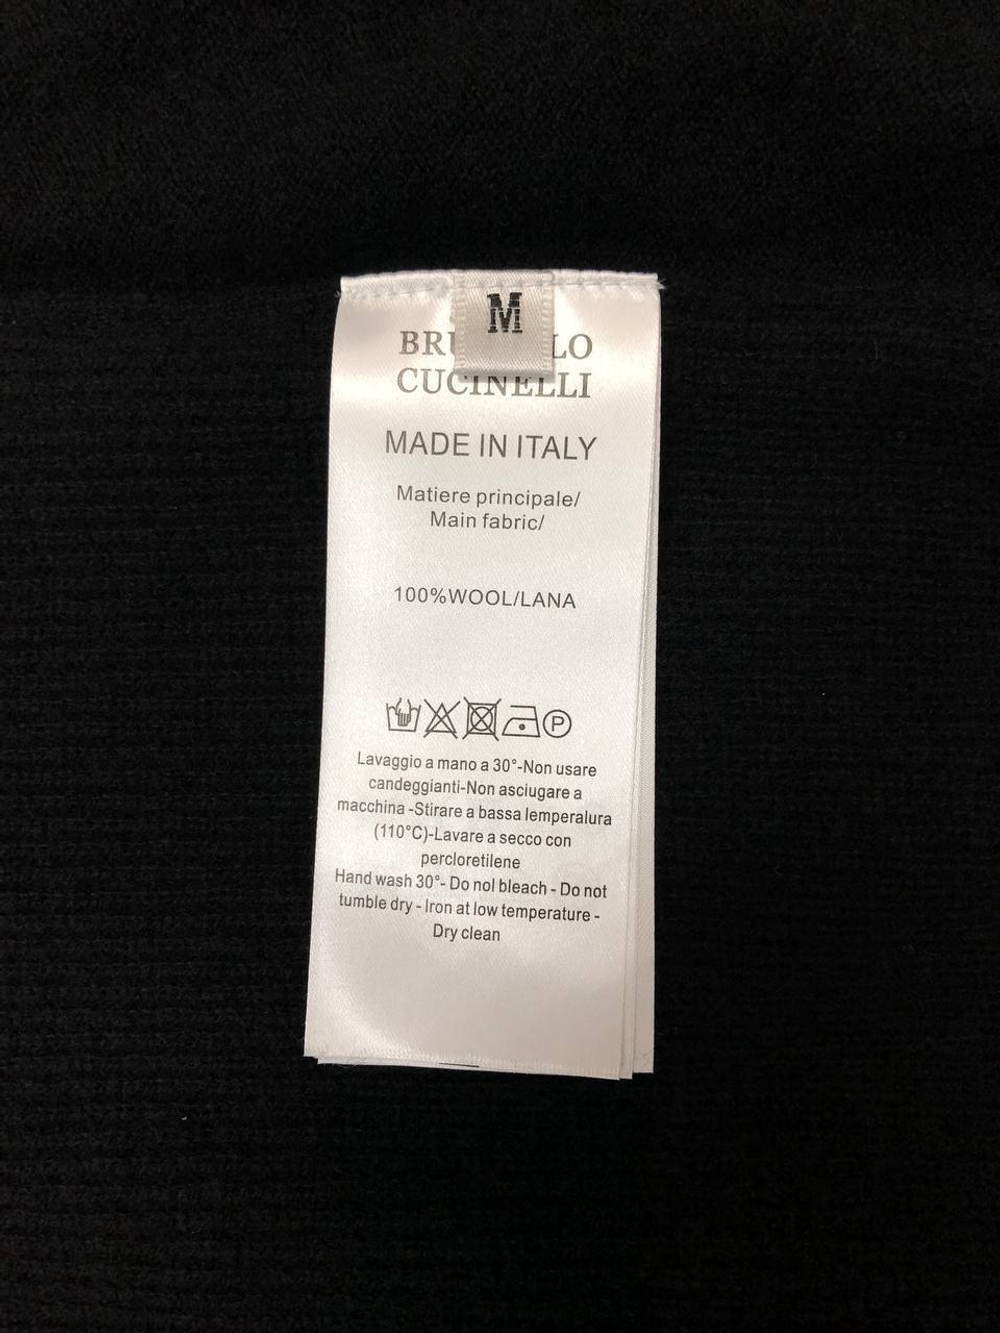 M
CUCINELLI
MADE IN ITALY
Matiere principale/
Main fabric/
100%WOOL/LANA
P
Lavaggio a mano a 30°-Non usare
candeggianti-Non asciugare a
macchina -Stirare a bassa lemperalura
(110°C)-Lavare a secco con
percloretilene
Hand wash 30°- Do nol bleach - Do not
tumble dry - Iron at low temperature -
Dry clean